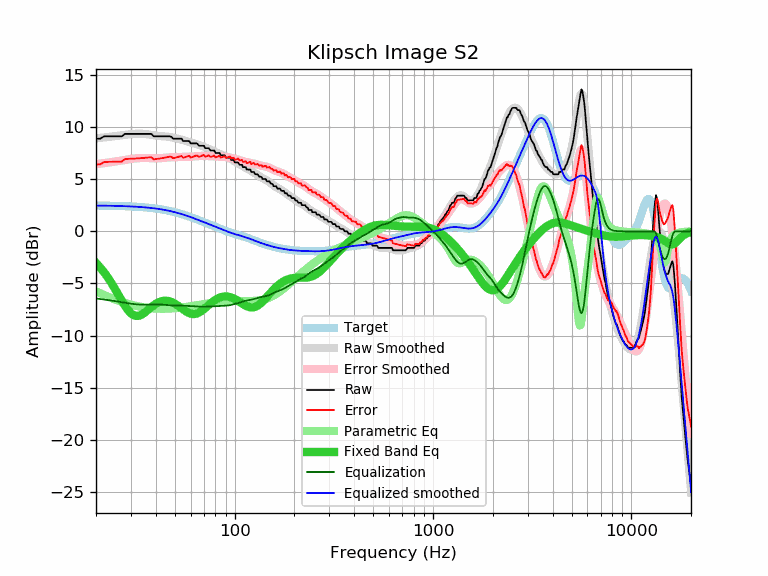 Klipsch Image S2
Amplitude (dBr)
15
10
5
0
−5
−10
−15
−20
−25
Target
Raw Smoothed
Error Smoothed
Raw
Error
Parametric Eq
Fixed Band Eq
Equalization
Equalized smoothed
100
1000
10000
Frequency (Hz)